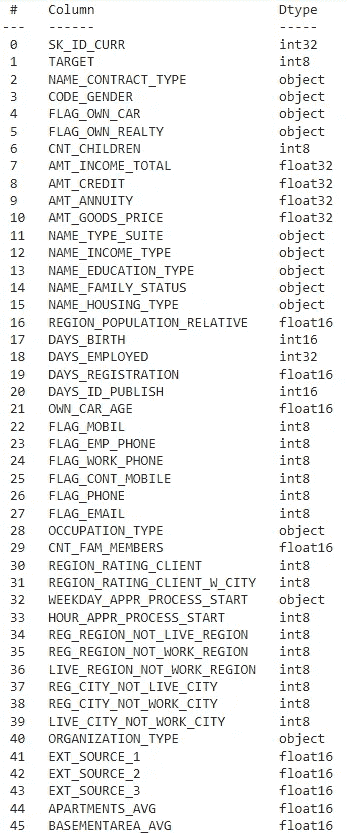 #   Column                       Dtype
---  ------                       -----
0   SK_ID_CURR                   int32
1   TARGET                       int8
2   NAME_CONTRACT_TYPE           object
3   CODE_GENDER                  object
4   FLAG_OWN_CAR                 object
5   FLAG_OWN_REALTY              object
6   CNT_CHILDREN                 int8
7   AMT_INCOME_TOTAL             float32
8   AMT_CREDIT                   float32
9   AMT_ANNUITY                  float32
10  AMT_GOODS_PRICE              float32
11  NAME_TYPE_SUITE              object
12  NAME_INCOME_TYPE             object
13  NAME_EDUCATION_TYPE          object
14  NAME_FAMILY_STATUS           object
15  NAME_HOUSING_TYPE            object
16  REGION_POPULATION_RELATIVE   float16
17  DAYS_BIRTH                   int16
18  DAYS_EMPLOYED                int32
19  DAYS_REGISTRATION            float16
20  DAYS_ID_PUBLISH              int16
21  OWN_CAR_AGE                  float16
22  FLAG_MOBIL                   int8
23  FLAG_EMP_PHONE               int8
24  FLAG_WORK_PHONE              int8
25  FLAG_CONT_MOBILE             int8
26  FLAG_PHONE                   int8
27  FLAG_EMAIL                   int8
28  OCCUPATION_TYPE              object
29  CNT_FAM_MEMBERS              float16
30  REGION_RATING_CLIENT         int8
31  REGION_RATING_CLIENT_W_CITY  int8
32  WEEKDAY_APPR_PROCESS_START   object
33  HOUR_APPR_PROCESS_START      int8
34  REG_REGION_NOT_LIVE_REGION   int8
35  REG_REGION_NOT_WORK_REGION   int8
36  LIVE_REGION_NOT_WORK_REGION  int8
37  REG_CITY_NOT_LIVE_CITY       int8
38  REG_CITY_NOT_WORK_CITY       int8
39  LIVE_CITY_NOT_WORK_CITY      int8
40  ORGANIZATION_TYPE            object
41  EXT_SOURCE_1                 float16
42  EXT_SOURCE_2                 float16
43  EXT_SOURCE_3                 float16
44  APARTMENTS_AVG               float16
45  BASEMENTAREA_AVG             float16